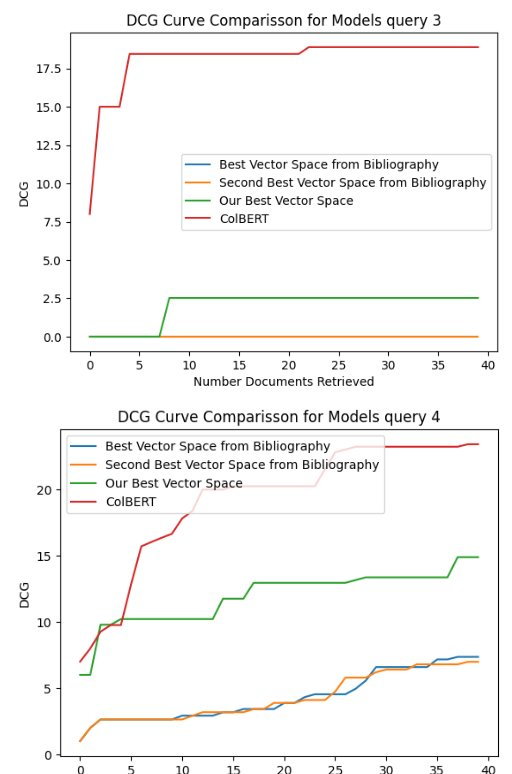 DCG Curve Comparisson for Models query 3
17.5
15.0
12.5
10.0
7.5
5.0
2.5
0.0
DCG
Best Vector Space from Bibliography
Second Best Vector Space from Bibliography
Our Best Vector Space
ColBERT
0 5 10 15 20 25 30 35 40
Number Documents Retrieved
DCG Curve Comparisson for Models query 4
20
15
10
5
0
DCG
Best Vector Space from Bibliography
Second Best Vector Space from Bibliography
Our Best Vector Space
ColBERT
0 5 10 15 20 25 30 35 40